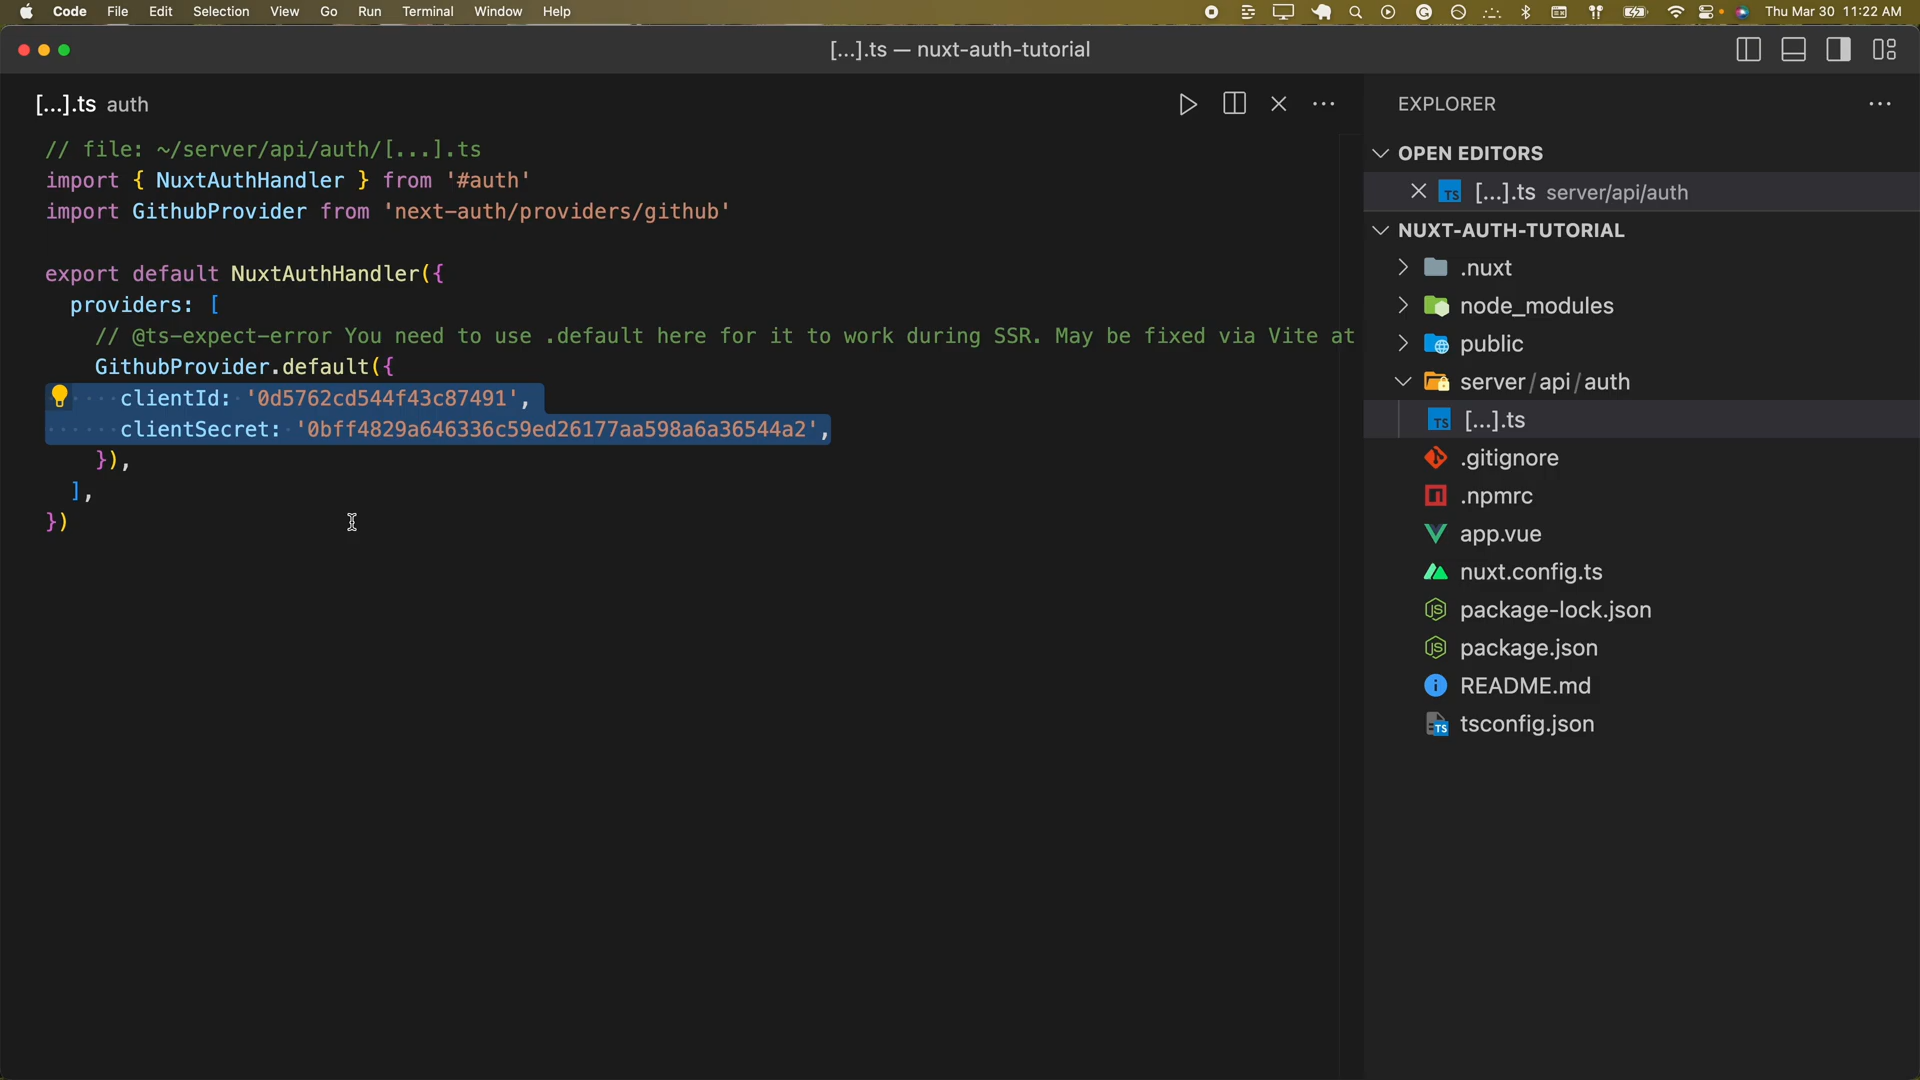 Code File Edit Selection View Go Run Terminal Window Help Thu Mar 30 11:22 AM
[...].ts — nuxt-auth-tutorial
[...].ts auth
// file: ~/server/api/auth/[...].ts
import { NuxtAuthHandler } from '#auth'
import GithubProvider from 'next-auth/providers/github'
export default NuxtAuthHandler({
providers: [
// @ts-expect-error You need to use .default here for it to work during SSR. May be fixed via Vite at
GithubProvider.default({
clientId: '0d5762cd544f43c87491',
clientSecret: '0bff4829a646336c59ed26177aa598a6a36544a2',
}),
],
})
EXPLORER
OPEN EDITORS
TS [...].ts server/api/auth
NUXT-AUTH-TUTORIAL
.nuxt
node_modules
public
server/api/auth
TS [...].ts
.gitignore
.npmrc
app.vue
nuxt.config.ts
JS package-lock.json
JS package.json
README.md
TS tsconfig.json